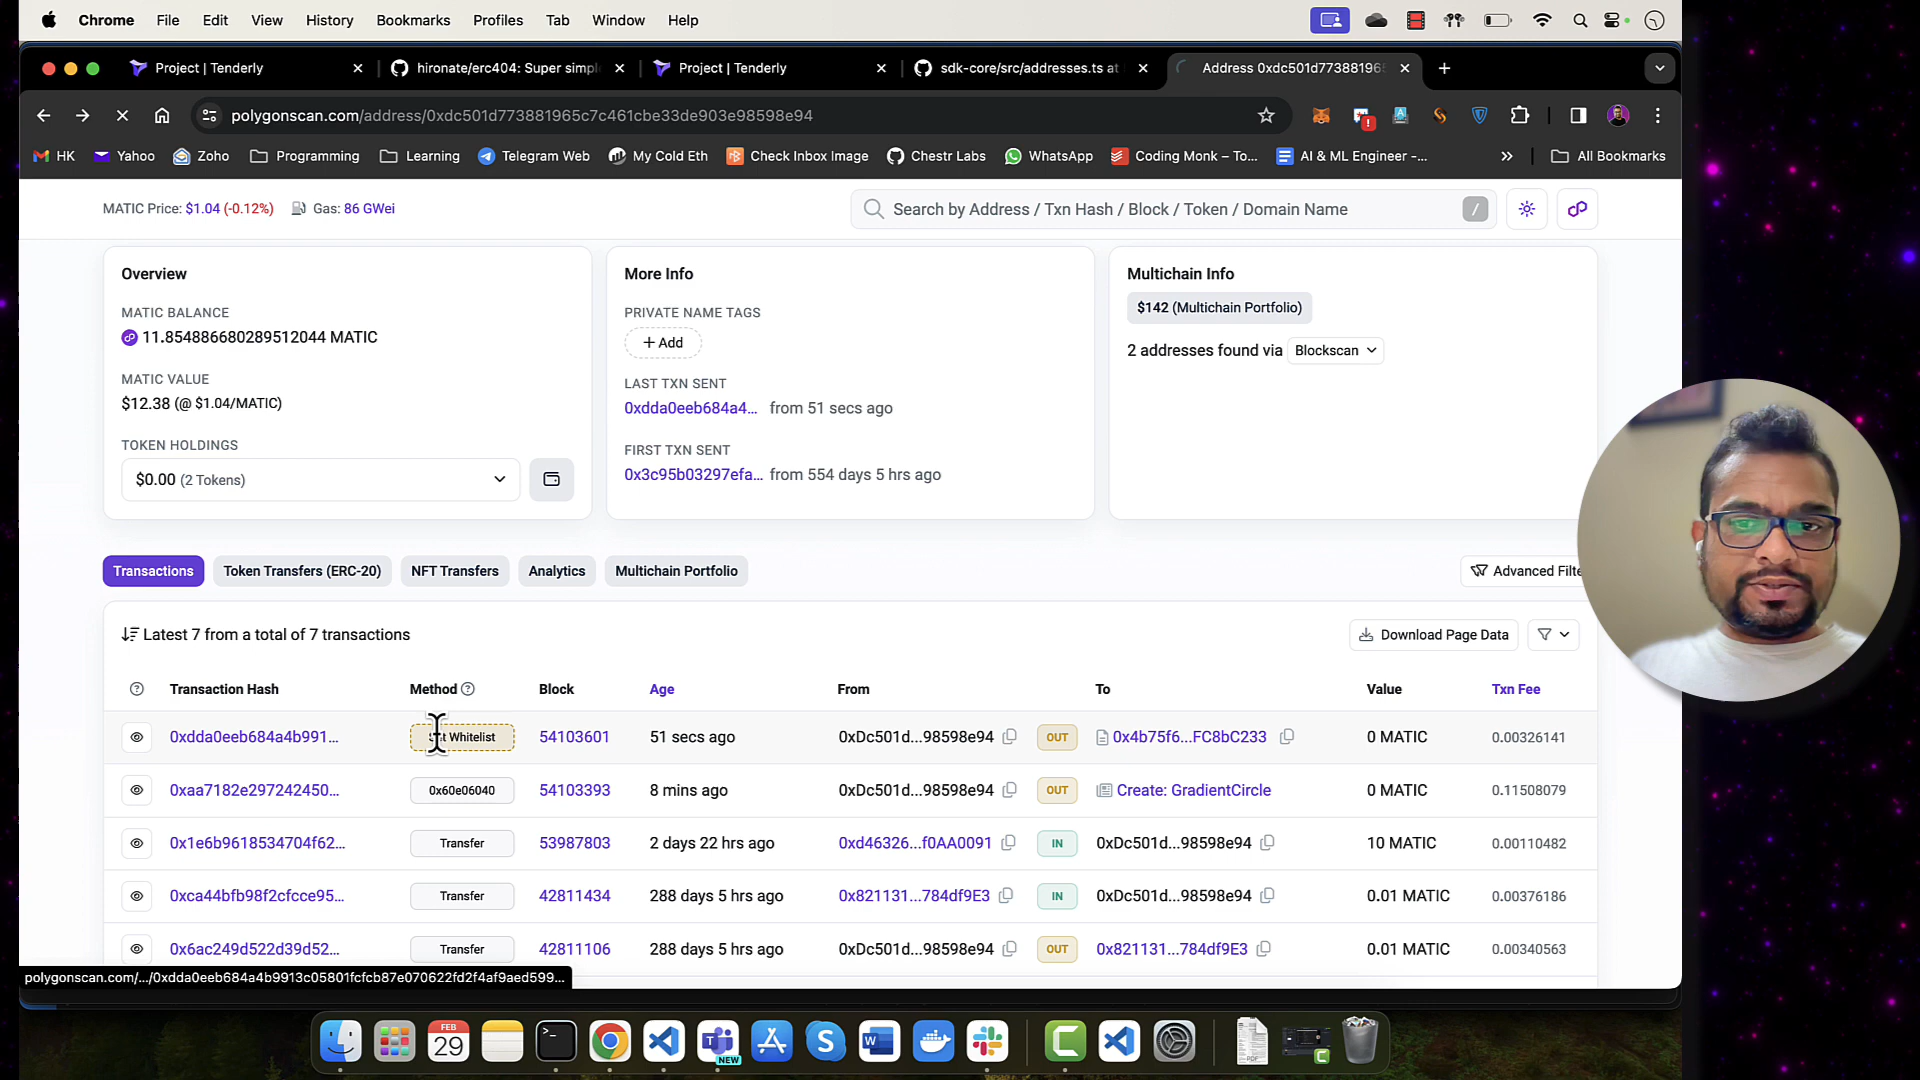 Chrome File Edit View History Bookmarks Profiles Tab Window Help
Project | Tenderly
hironate/erc404: Super simpl
Project | Tenderly
sdk-core/src/addresses.ts at
Address 0xdc501d773881965
polygonscan.com/address/0xdc501d773881965c7c461cbe33de903e98598e94
HK Yahoo Zoho Programming Learning Telegram Web My Cold Eth Check Inbox Image Chestr Labs WhatsApp Coding Monk – To... AI & ML Engineer -... » All Bookmarks
MATIC Price: $1.04 (-0.12%) Gas: 86 GWei
Search by Address / Txn Hash / Block / Token / Domain Name /
Overview
MATIC BALANCE
11.854886680289512044 MATIC
MATIC VALUE
$12.38 (@ $1.04/MATIC)
TOKEN HOLDINGS
$0.00 (2 Tokens)
More Info
PRIVATE NAME TAGS
+ Add
LAST TXN SENT
0xdda0eeb684a4... from 51 secs ago
FIRST TXN SENT
0x3c95b03297efa... from 554 days 5 hrs ago
Multichain Info
$142 (Multichain Portfolio)
2 addresses found via Blockscan
Transactions Token Transfers (ERC-20) NFT Transfers Analytics Multichain Portfolio Advanced Filte
Latest 7 from a total of 7 transactions Download Page Data
Transaction Hash Method Block Age From To Value Txn Fee
0xdda0eeb684a4b991... Whitelist 54103601 51 secs ago 0xDc501d...98598e94 OUT 0x4b75f6...FC8bC233 0 MATIC 0.00326141
0xaa7182e297242450... 0x60e06040 54103393 8 mins ago 0xDc501d...98598e94 OUT Create: GradientCircle 0 MATIC 0.11508079
0x1e6b9618534704f62... Transfer 53987803 2 days 22 hrs ago 0xd46326...f0AA0091 IN 0xDc501d...98598e94 10 MATIC 0.00110482
0xca44bfb98f2cfcce95... Transfer 42811434 288 days 5 hrs ago 0x821131...784df9E3 IN 0xDc501d...98598e94 0.01 MATIC 0.00376186
0x6ac249d522d39d52... Transfer 42811106 288 days 5 hrs ago 0xDc501d...98598e94 OUT 0x821131...784df9E3 0.01 MATIC 0.00340563
polygonscan.com/.../0xdda0eeb684a4b9913c05801fcfcb87e070622fd2f4af9aed599...
FEB
29
NEW